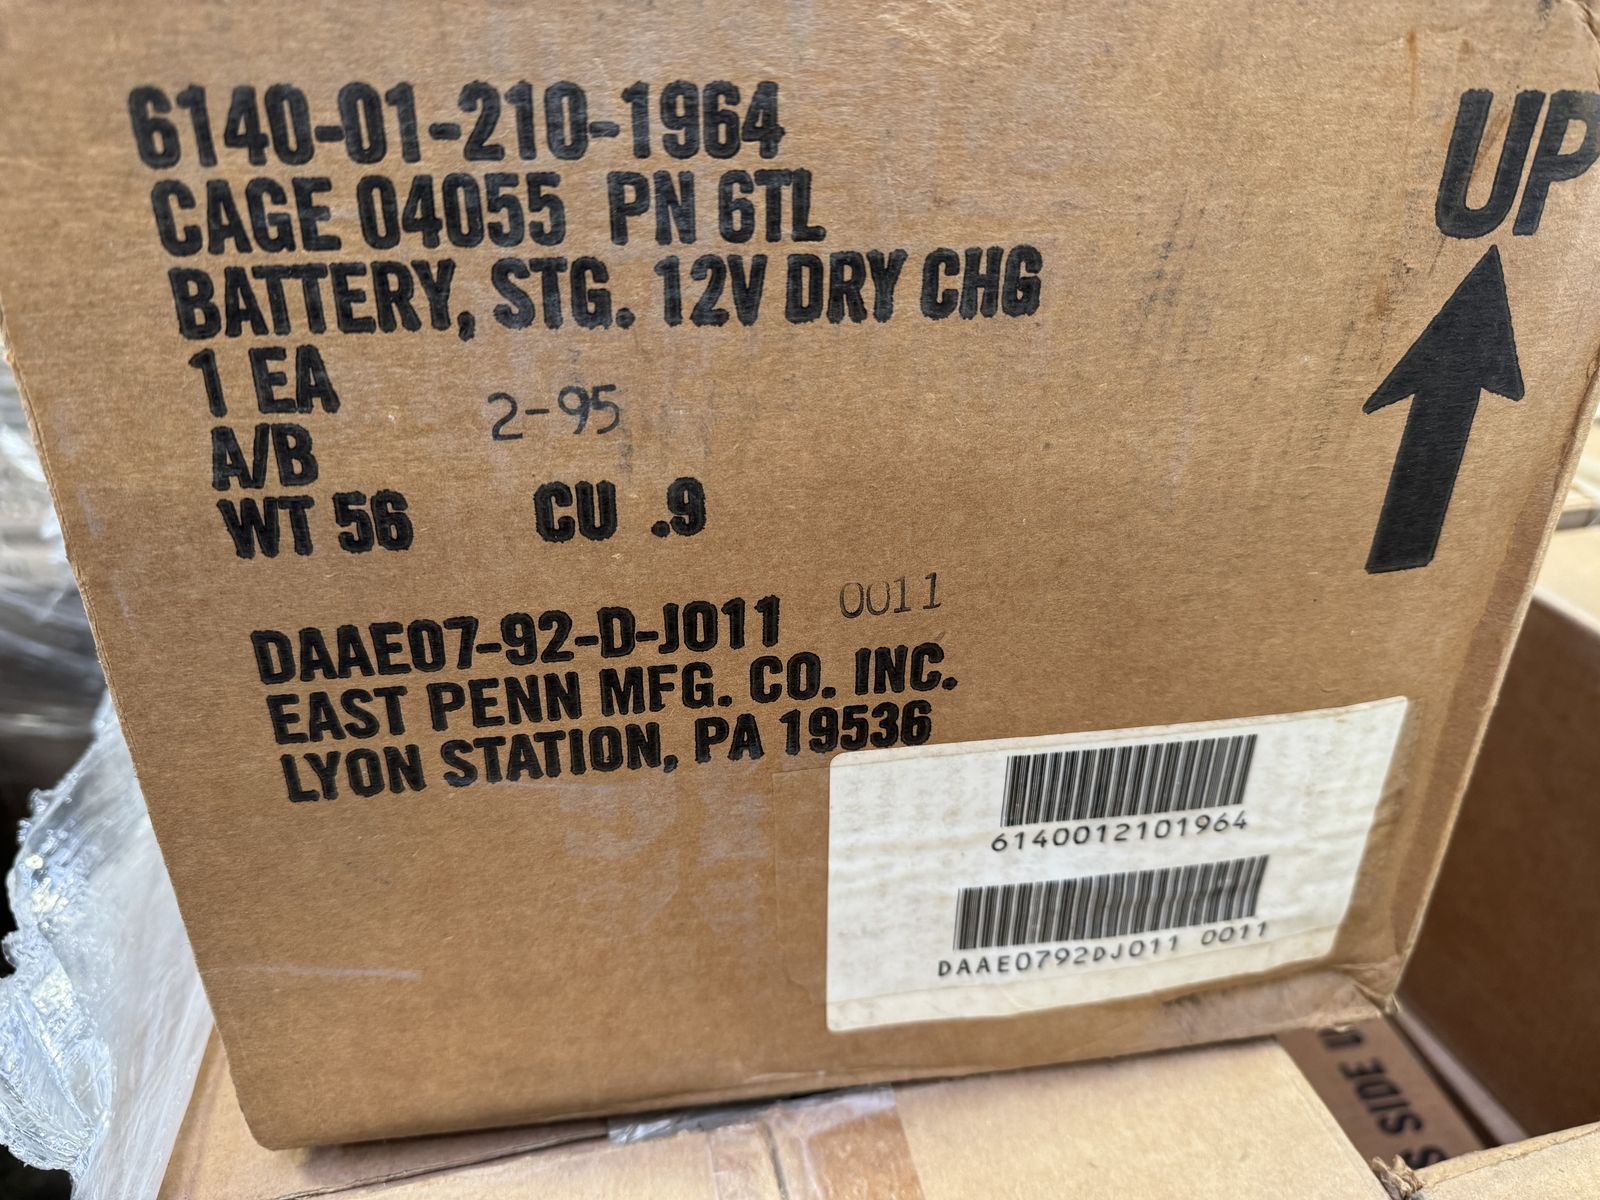 6140-01-210-1964
CAGE 04055 PN 6TL
BATTERY, STG. 12V DRY CHG
1 EA
2-95
A/B
WT 56 CU .9
DAAE07-92-D-J011 0011
EAST PENN MFG. CO. INC.
LYON STATION, PA 19536
UP
6140012101964
DAAE0792DJ011 0011
SIDE U